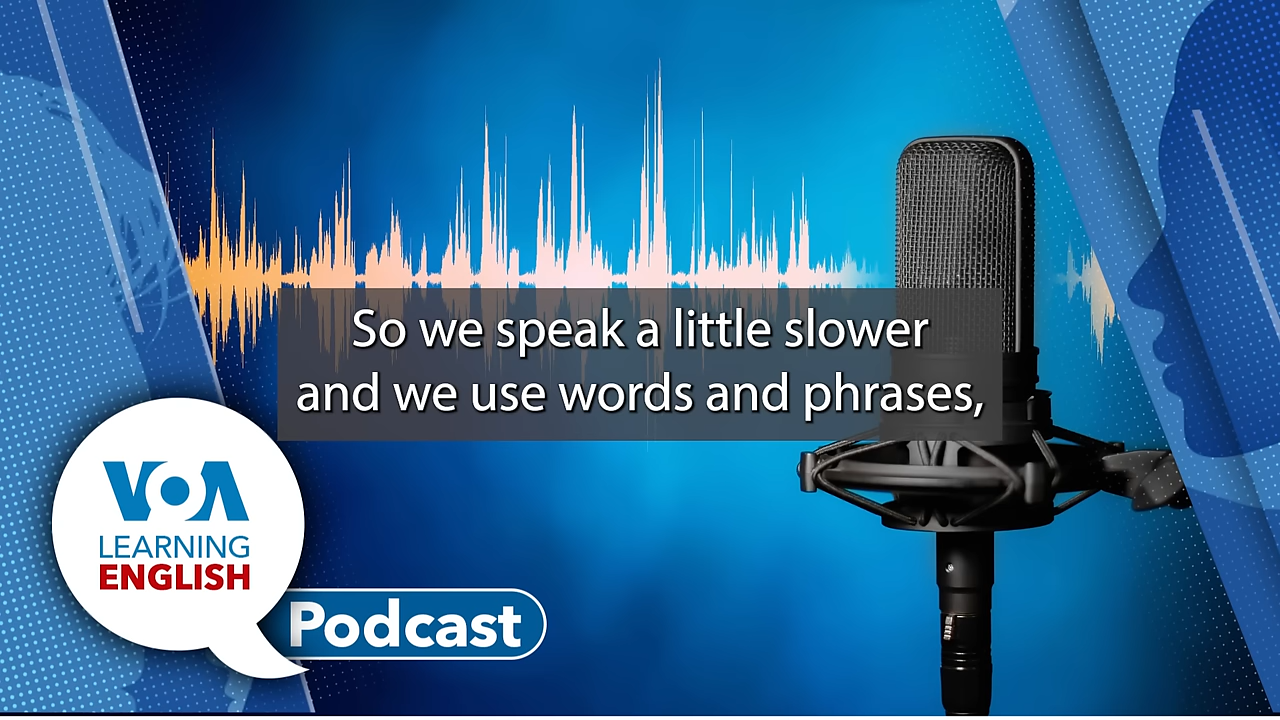 So we speak a little slower
and we use words and phrases,
VOA
LEARNING
ENGLISH
Podcast